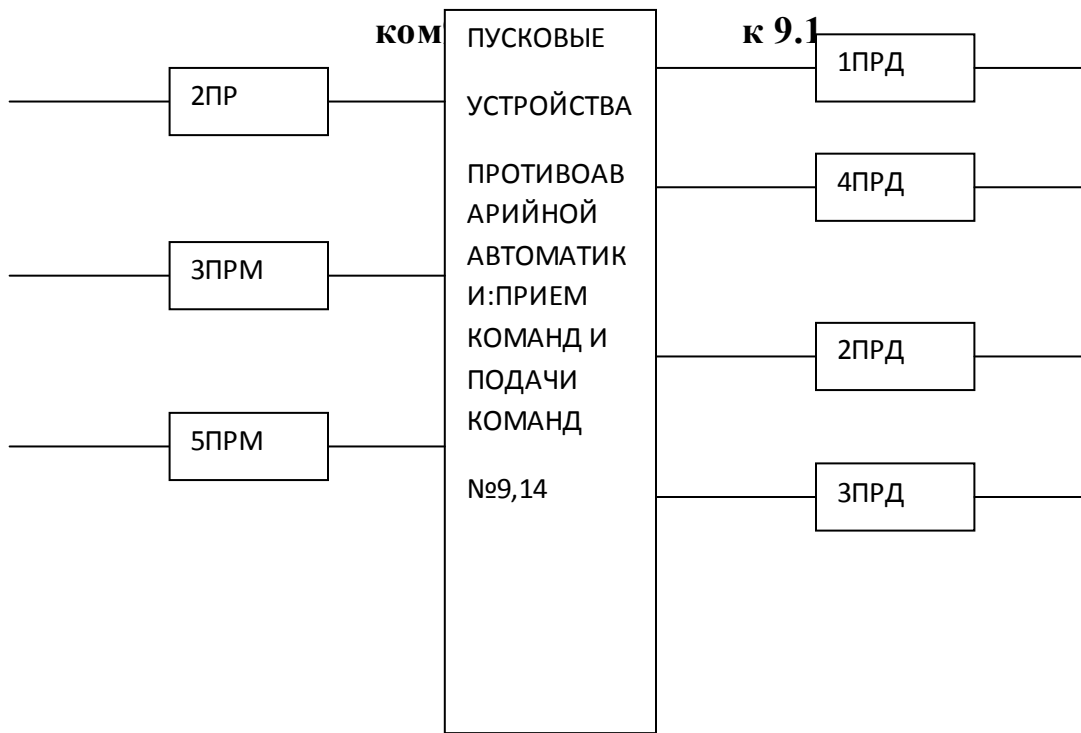 к 9.1
ПУСКОВЫЕ
УСТРОЙСТВА
ПРОТИВОАВ
АРИЙНОЙ
АВТОМАТИК
И:ПРИЕМ
КОМАНД И
ПОДАЧИ
КОМАНД
№9,14
2ПР
3ПРМ
5ПРМ
1ПРД
4ПРД
2ПРД
3ПРД